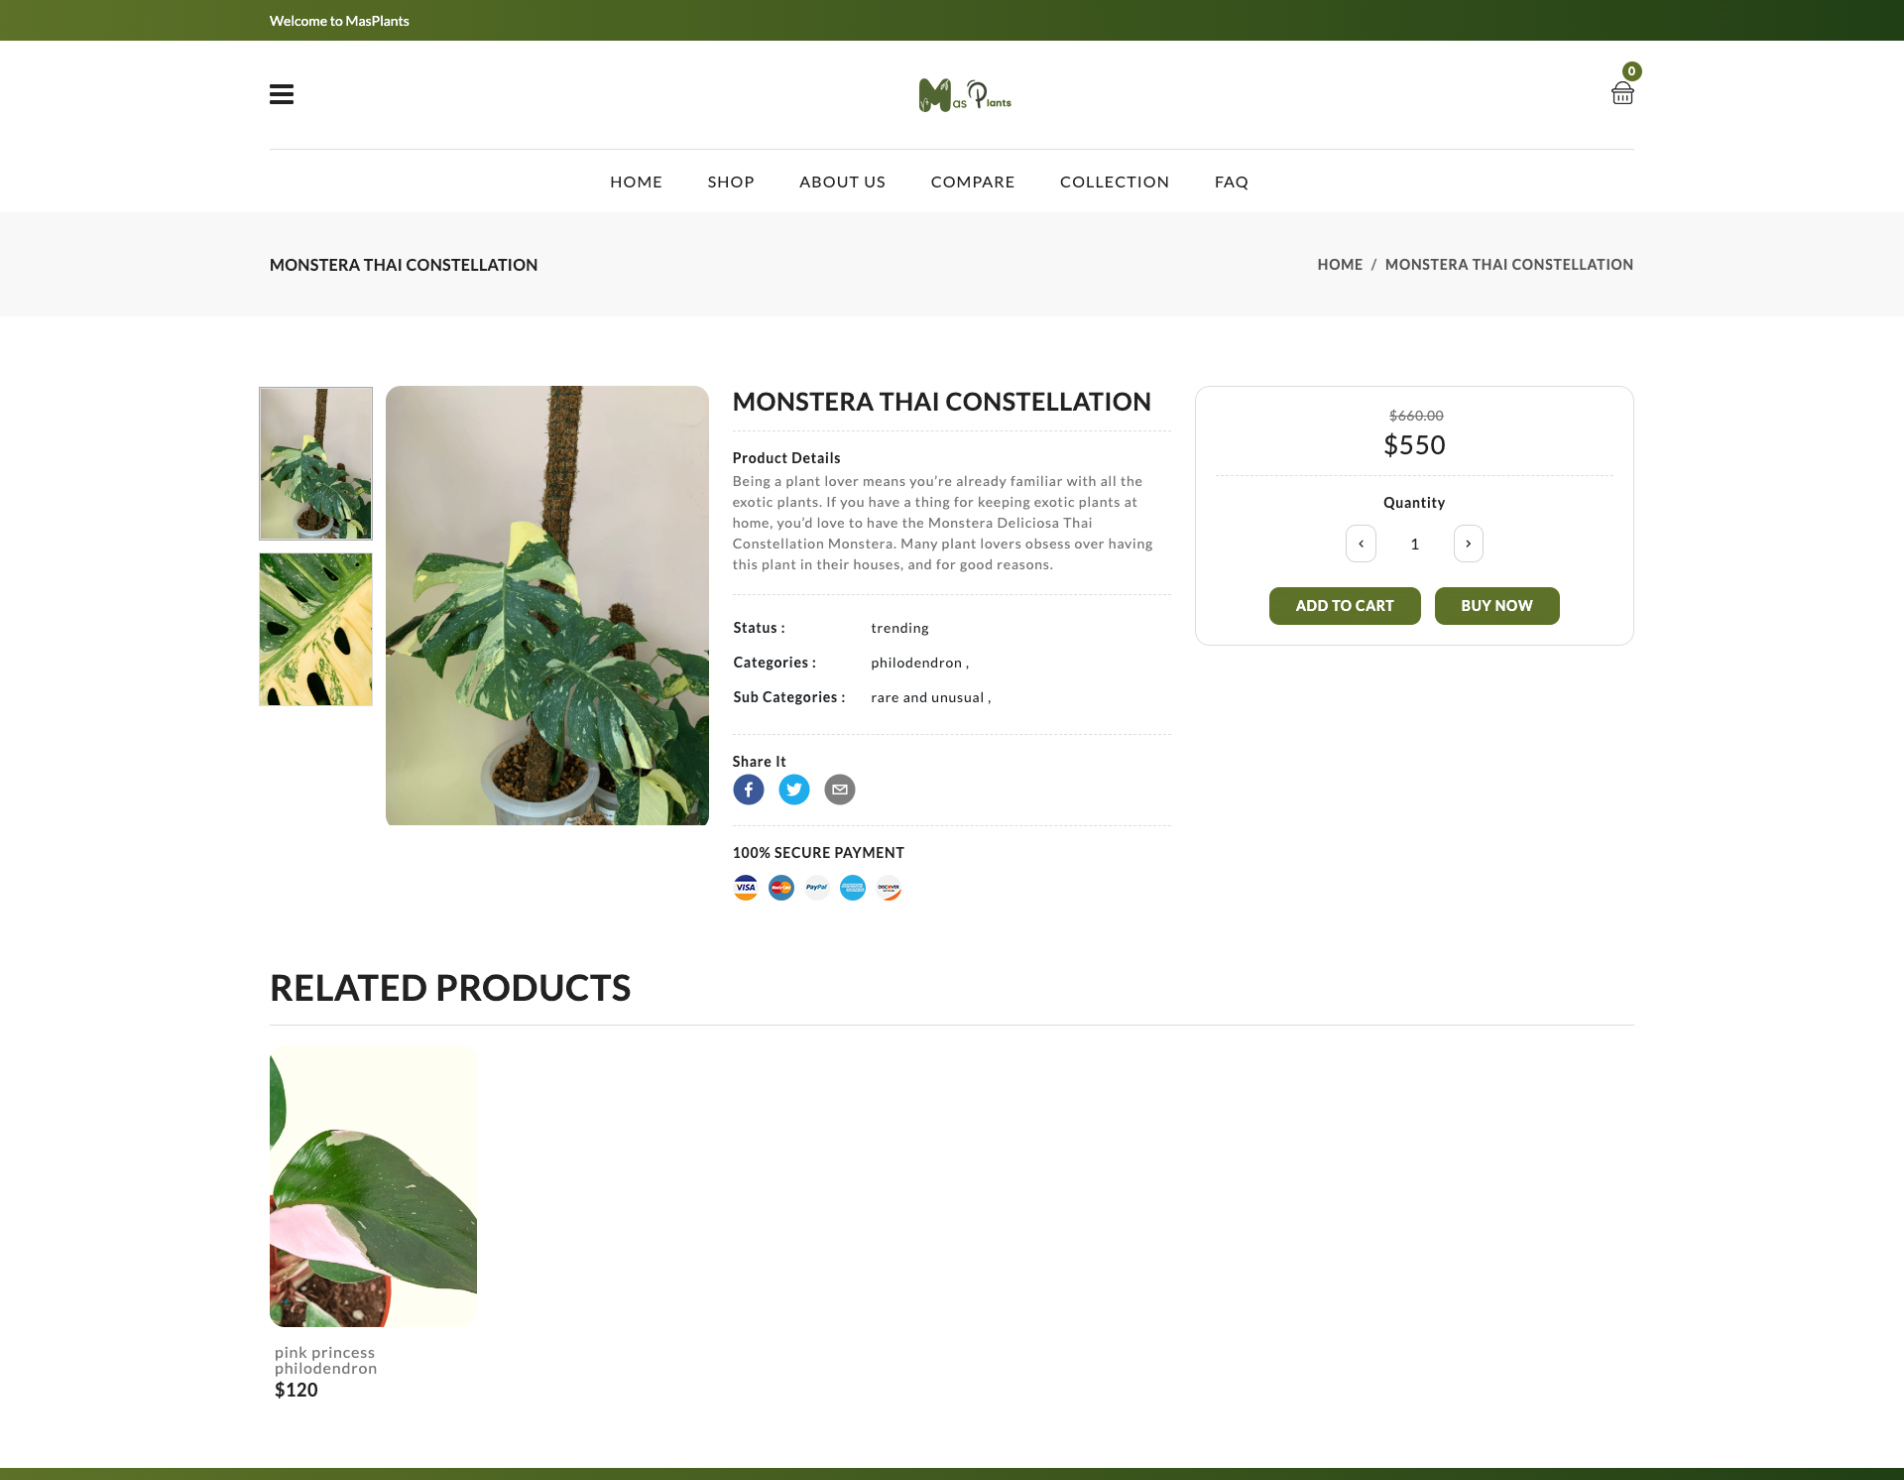 Welcome to MasPlants
Mas Plants
0
HOME SHOP ABOUT US COMPARE COLLECTION FAQ
MONSTERA THAI CONSTELLATION
HOME / MONSTERA THAI CONSTELLATION
MONSTERA THAI CONSTELLATION
Product Details
Being a plant lover means you’re already familiar with all the
exotic plants. If you have a thing for keeping exotic plants at
home, you’d love to have the Monstera Deliciosa Thai
Constellation Monstera. Many plant lovers obsess over having
this plant in their houses, and for good reasons.
Status : trending
Categories : philodendron ,
Sub Categories : rare and unusual ,
Share It
100% SECURE PAYMENT
VISA MasterCard PayPal DISCOVER
$660.00
$550
Quantity
‹ 1 ›
ADD TO CART BUY NOW
RELATED PRODUCTS
pink princess
philodendron
$120